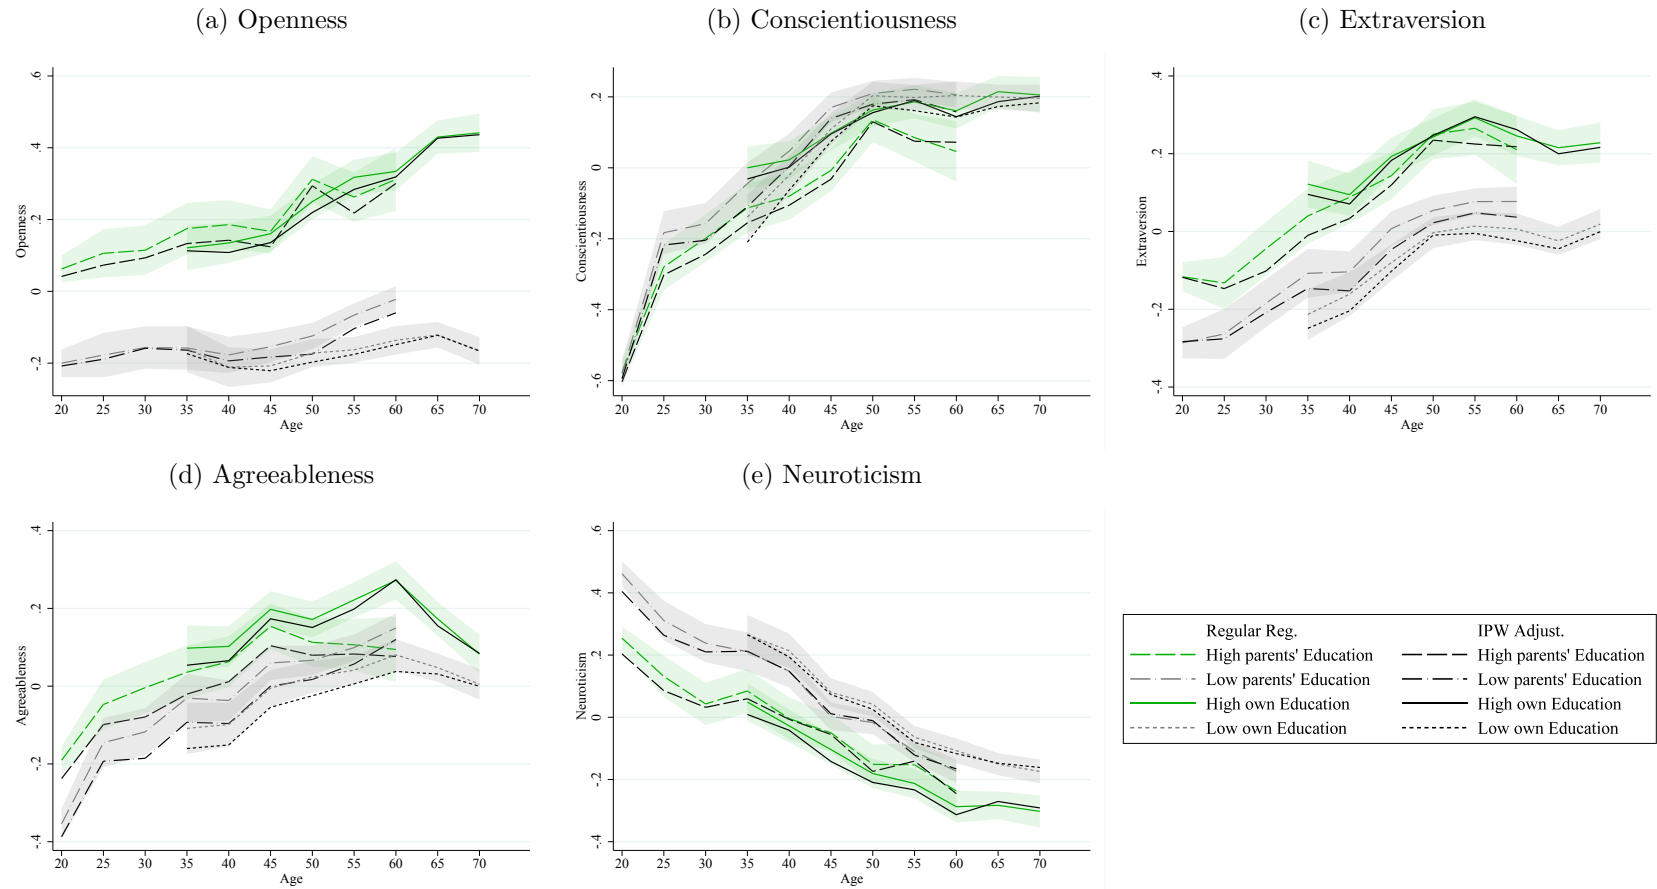 (a) Openness
(b) Conscientiousness
(c) Extraversion
.6
.4
.2
0
-.2
Openness
20 25 30 35 40 45 50 55 60 65 70
Age
.2
0
-.2
-.4
-.6
Conscientiousness
20 25 30 35 40 45 50 55 60 65 70
Age
.4
.2
0
-.2
-.4
Extraversion
20 25 30 35 40 45 50 55 60 65 70
Age
(d) Agreeableness
(e) Neuroticism
.4
.2
0
-.2
-.4
Agreeableness
20 25 30 35 40 45 50 55 60 65 70
Age
.6
.4
.2
0
-.2
-.4
Neuroticism
20 25 30 35 40 45 50 55 60 65 70
Age
Regular Reg. IPW Adjust.
High parents' Education High parents' Education
Low parents' Education Low parents' Education
High own Education High own Education
Low own Education Low own Education